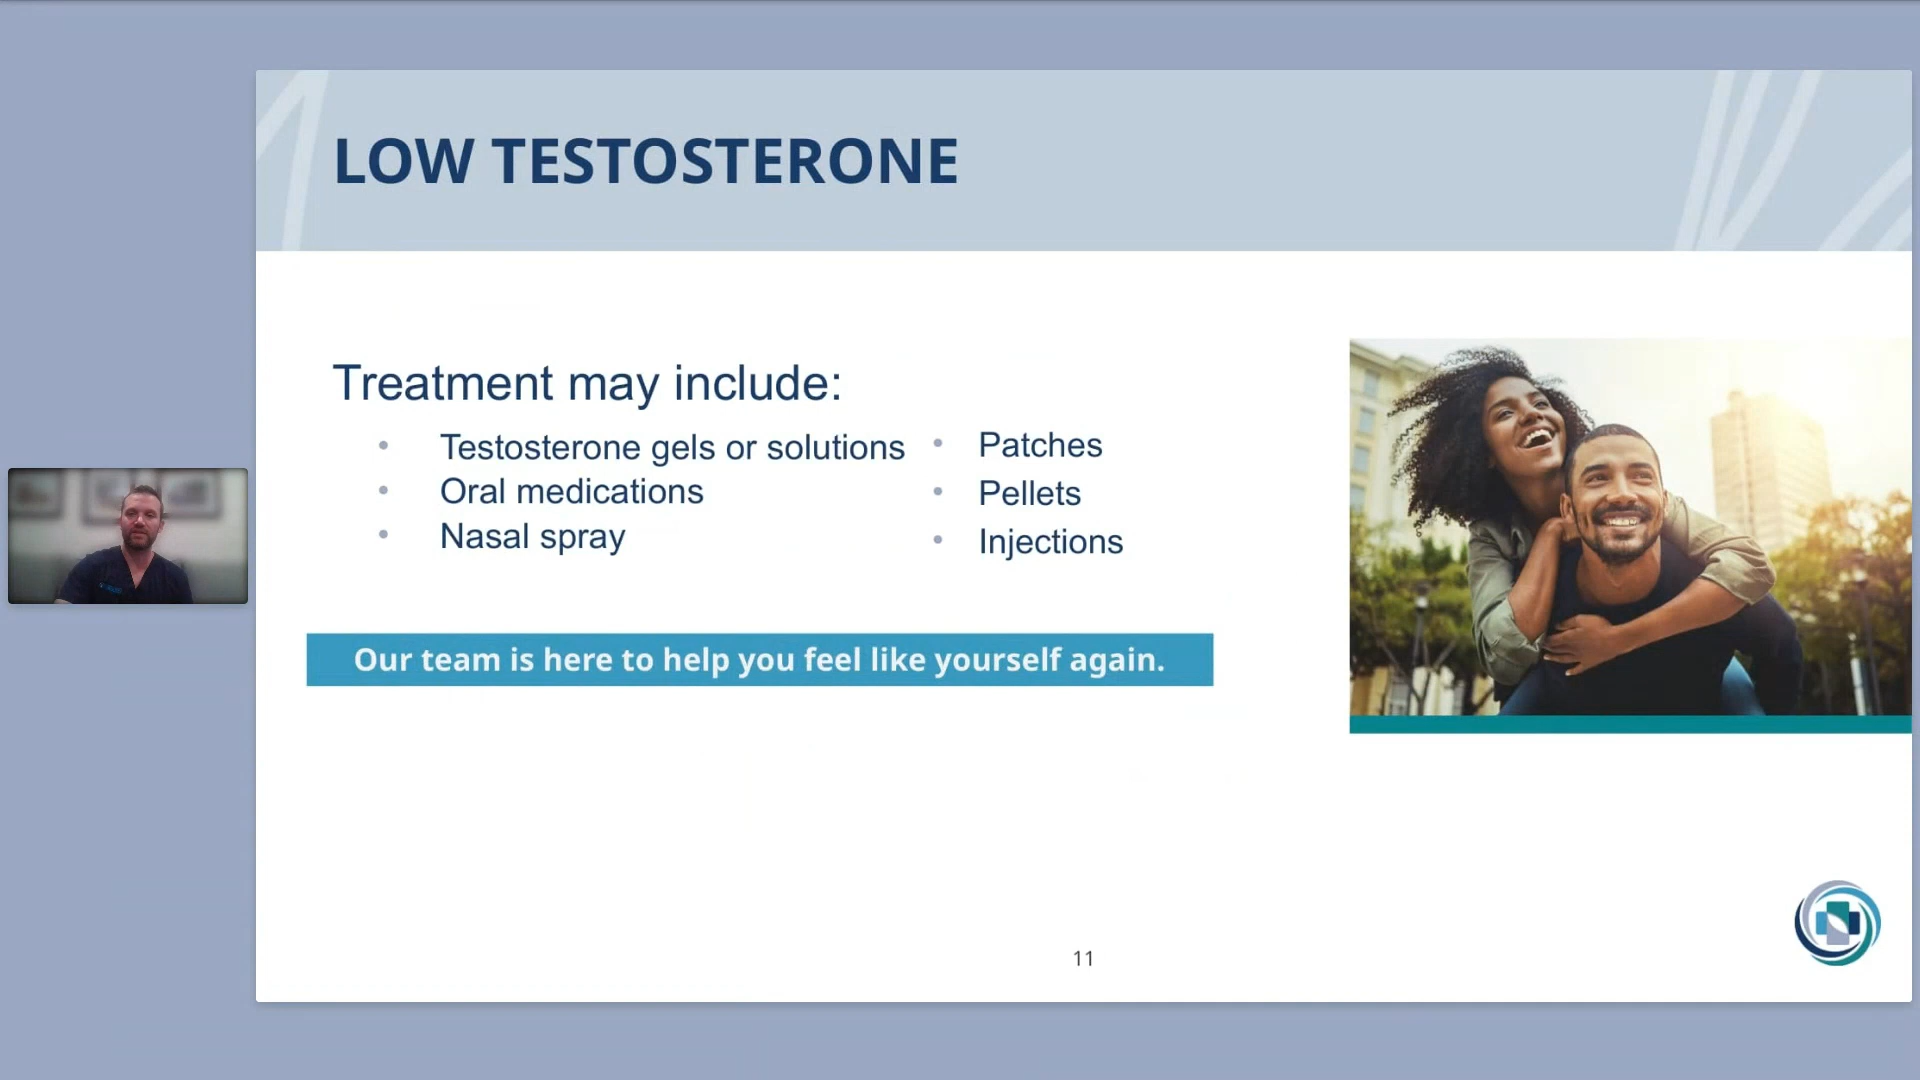 LOW TESTOSTERONE
Treatment may include:
• Testosterone gels or solutions
• Oral medications
• Nasal spray
• Patches
• Pellets
• Injections
Our team is here to help you feel like yourself again.
11